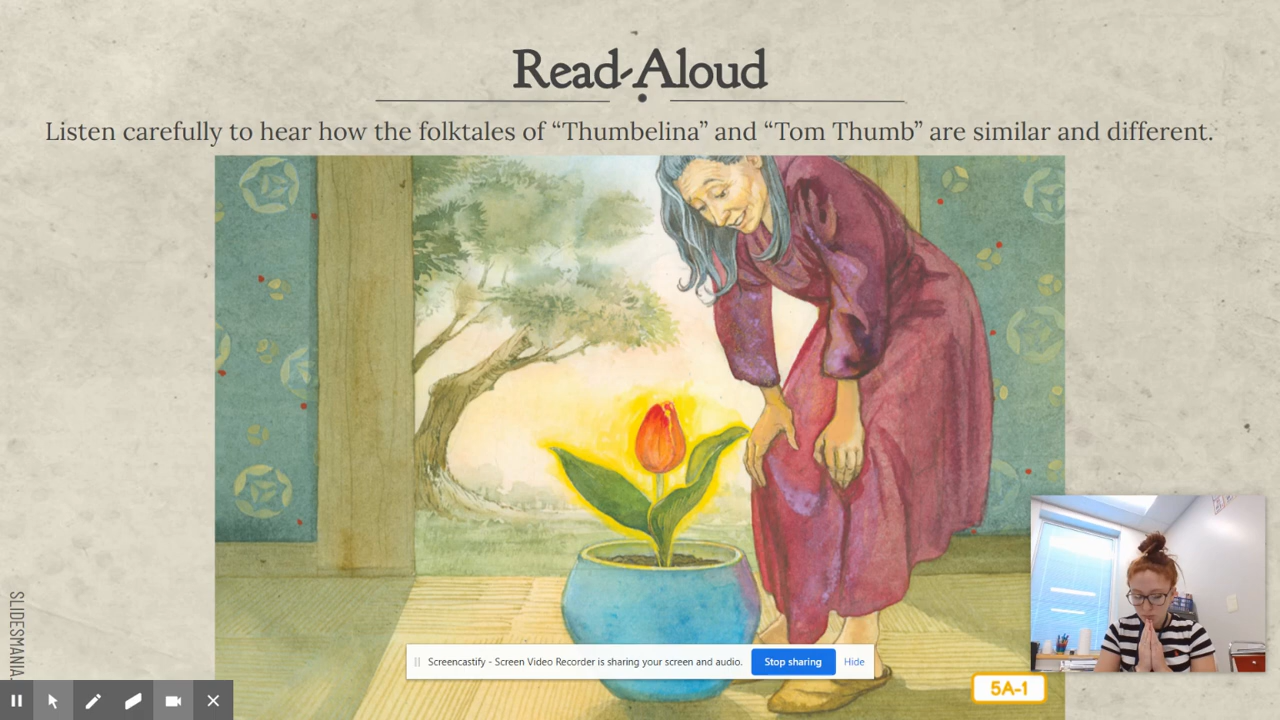 Read-Aloud
Listen carefully to hear how the folktales of “Thumbelina” and “Tom Thumb” are similar and different.
SLIDESMANIA.
Screencastify - Screen Video Recorder is sharing your screen and audio.
Stop sharing
Hide
5A-1